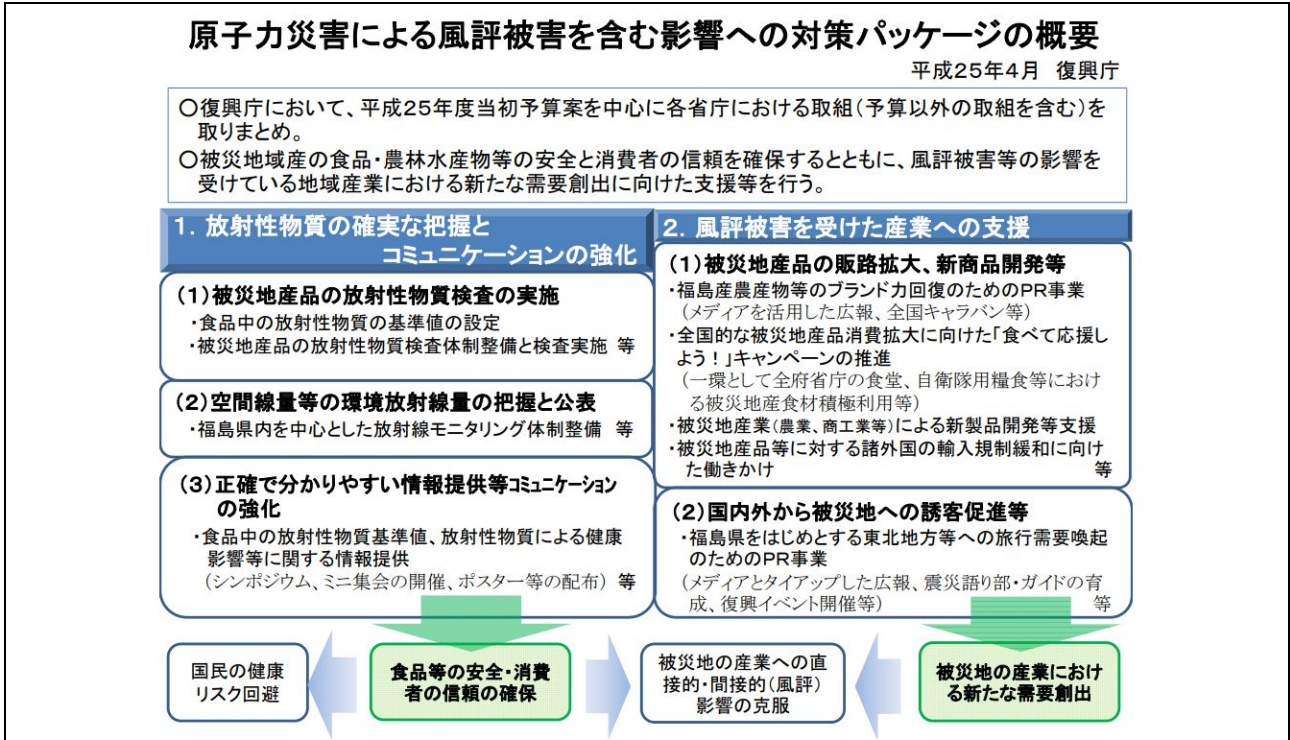 原子力災害による風評被害を含む影響への対策パッケージの概要
平成25年4月 復興庁
○復興庁において、平成25年度当初予算案を中心に各省庁における取組(予算以外の取組を含む)を
取りまとめ。
○被災地域産の食品・農林水産物等の安全と消費者の信頼を確保するとともに、風評被害等の影響を
受けている地域産業における新たな需要創出に向けた支援等を行う。
1.放射性物質の確実な把握と
コミュニケーションの強化
(1)被災地産品の放射性物質検査の実施
・食品中の放射性物質の基準値の設定
・被災地産品の放射性物質検査体制整備と検査実施 等
(2)空間線量等の環境放射線量の把握と公表
・福島県内を中心とした放射線モニタリング体制整備 等
(3)正確で分かりやすい情報提供等コミュニケーション
の強化
・食品中の放射性物質基準値、放射性物質による健康
影響等に関する情報提供
(シンポジウム、ミニ集会の開催、ポスター等の配布) 等
2.風評被害を受けた産業への支援
(1)被災地産品の販路拡大、新商品開発等
・福島産農産物等のブランド力回復のためのPR事業
(メディアを活用した広報、全国キャラバン等)
・全国的な被災地産品消費拡大に向けた「食べて応援し
よう!」キャンペーンの推進
(一環として全府省庁の食堂、自衛隊用糧食等におけ
る被災地産食材積極利用等)
・被災地産業(農業、商工業等)による新製品開発等支援
・被災地産品等に対する諸外国の輸入規制緩和に向け
た働きかけ 等
(2)国内外から被災地への誘客促進等
・福島県をはじめとする東北地方等への旅行需要喚起
のためのPR事業
(メディアとタイアップした広報、震災語り部・ガイドの育
成、復興イベント開催等) 等
国民の健康
リスク回避
食品等の安全・消費
者の信頼の確保
被災地の産業への直
接的・間接的(風評)
影響の克服
被災地の産業におけ
る新たな需要創出